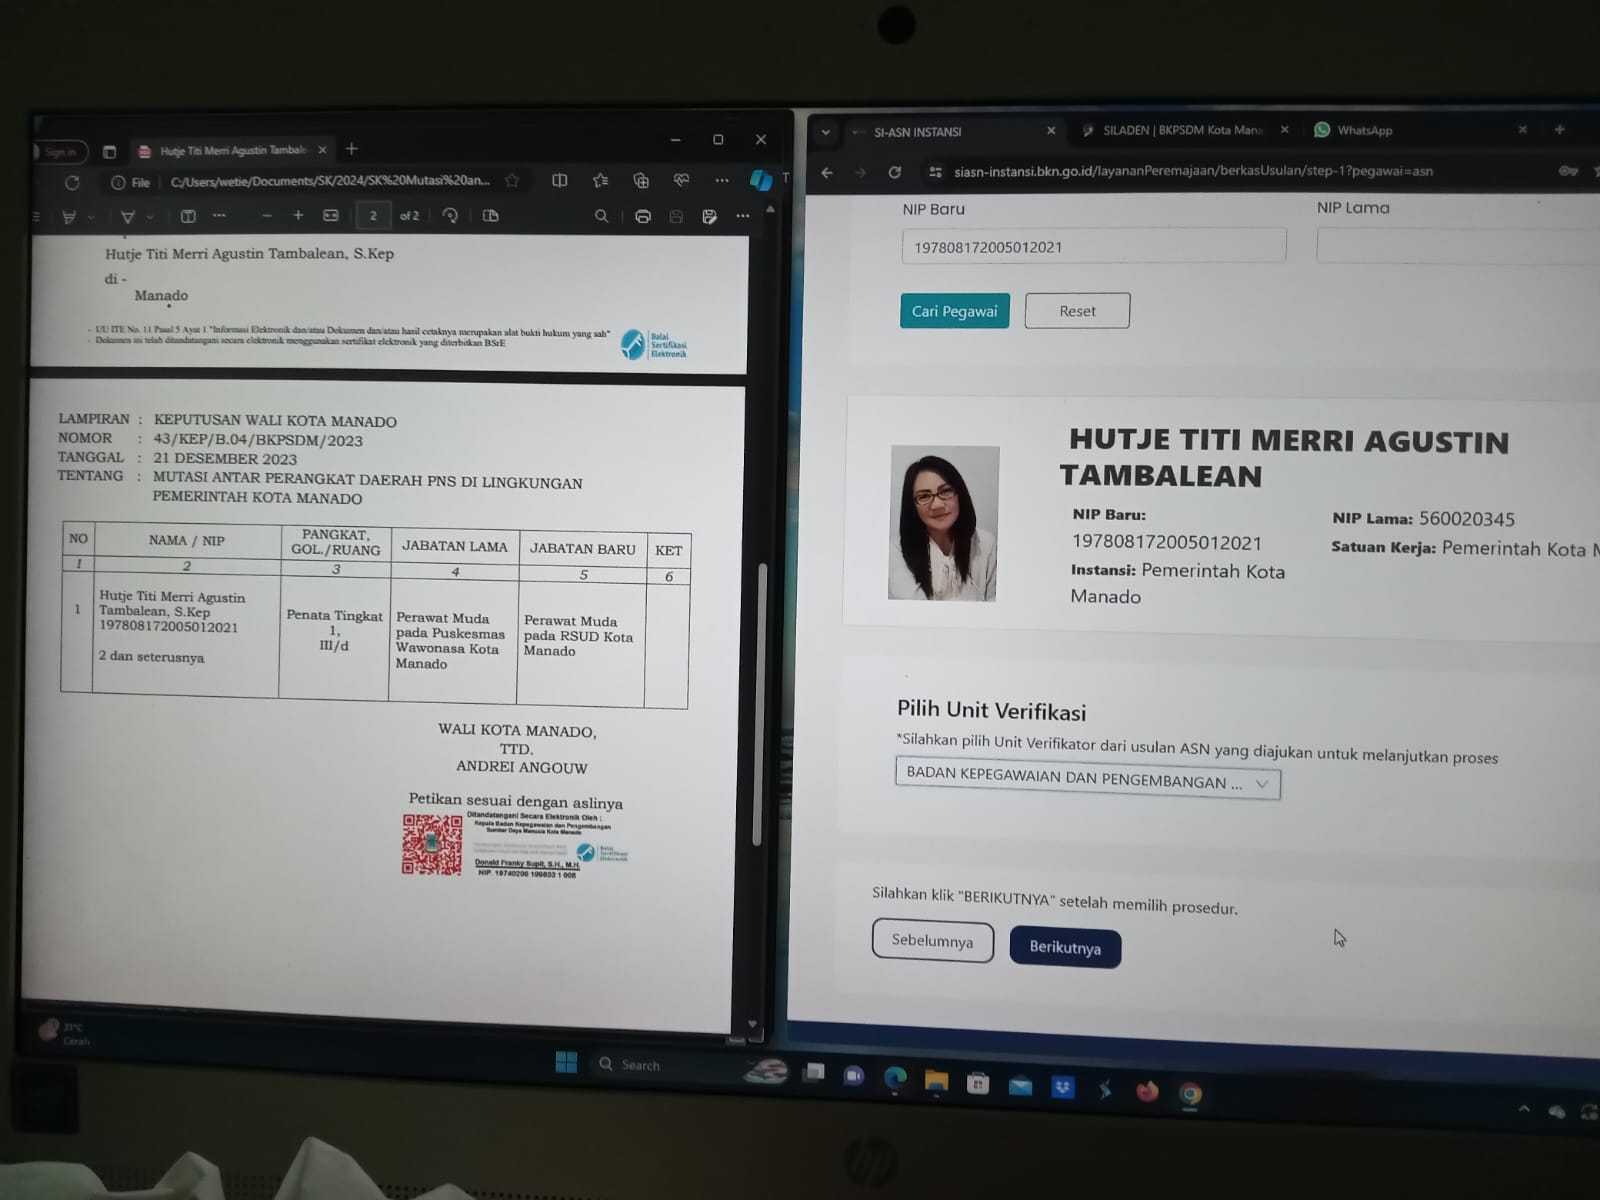 Sign in
Hutje Titi Merri Agustin Tambale
File
C:/Users/wetie/Documents/SK/2024/SK%20Mutasi%20an...
2 of 2
Hutje Titi Merri Agustin Tambalean, S.Kep
di -
Manado
- UU ITE No. 11 Pasal 5 Ayat 1 "Informasi Elektronik dan/atau Dokumen dan/atau hasil cetaknya merupakan alat bukti hukum yang sah"
- Dokumen ini telah ditandatangani secara elektronik menggunakan sertifikat elektronik yang diterbitkan BSrE
Balai
Sertifikasi
Elektronik
LAMPIRAN : KEPUTUSAN WALI KOTA MANADO
NOMOR : 43/KEP/B.04/BKPSDM/2023
TANGGAL : 21 DESEMBER 2023
TENTANG : MUTASI ANTAR PERANGKAT DAERAH PNS DI LINGKUNGAN
PEMERINTAH KOTA MANADO
NO NAMA / NIP PANGKAT, GOL./RUANG JABATAN LAMA JABATAN BARU KET
1 2 3 4 5 6
1
Hutje Titi Merri Agustin
Tambalean, S.Kep
197808172005012021
2 dan seterusnya
Penata Tingkat
1,
III/d
Perawat Muda
pada Puskesmas
Wawonasa Kota
Manado
Perawat Muda
pada RSUD Kota
Manado
WALI KOTA MANADO,
TTD.
ANDREI ANGOUW
Petikan sesuai dengan aslinya
Ditandatangani Secara Elektronik Oleh :
Kepala Badan Kepegawaian dan Pengembangan
Sumber Daya Manusia Kota Manado
Donald Franky Supit, S.H., M.H.
Balai
Sertifikasi
Elektronik
31°C
Cerah
Search
SI-ASN INSTANSI
SILADEN | BKPSDM Kota Mana
WhatsApp
siasn-instansi.bkn.go.id/layananPeremajaan/berkasUsulan/step-1?pegawai=asn
NIP Baru
NIP Lama
197808172005012021
Cari Pegawai
Reset
HUTJE TITI MERRI AGUSTIN
TAMBALEAN
NIP Baru:
197808172005012021
Instansi: Pemerintah Kota
Manado
NIP Lama: 560020345
Satuan Kerja: Pemerintah Kota M
Pilih Unit Verifikasi
*Silahkan pilih Unit Verifikator dari usulan ASN yang diajukan untuk melanjutkan proses
BADAN KEPEGAWAIAN DAN PENGEMBANGAN ...
Silahkan klik "BERIKUTNYA" setelah memilih prosedur.
Sebelumnya
Berikutnya
hp